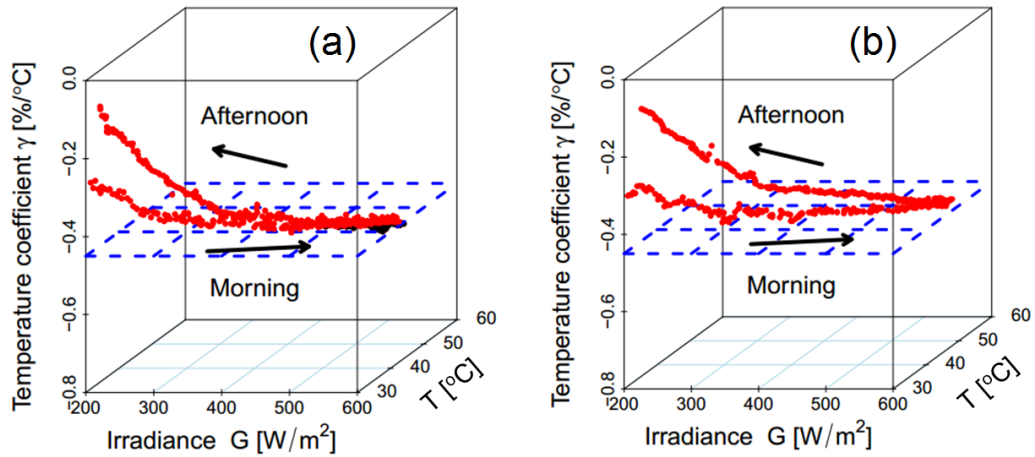 (a)
Temperature coefficient γ [%/°C]
0.0
−0.2
−0.4
−0.6
−0.8
Afternoon
Morning
200 300 400 500 600
Irradiance G [W/m²]
30
40
50
60
T [°C]
(b)
Temperature coefficient γ [%/°C]
0.0
−0.2
−0.4
−0.6
0.8
Afternoon
Morning
200 300 400 500 600
Irradiance G [W/m²]
30
40
50
60
T [°C]